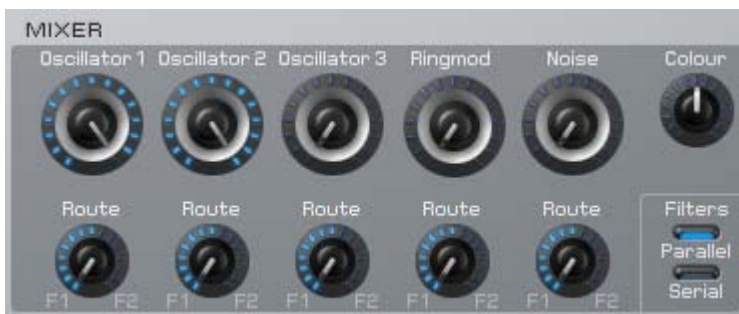 MIXER
Oscillator 1 Oscillator 2 Oscillator 3 Ringmod Noise Colour
Route Route Route Route Route Filters
Parallel
F1 F2 F1 F2 F1 F2 F1 F2 F1 F2
Serial